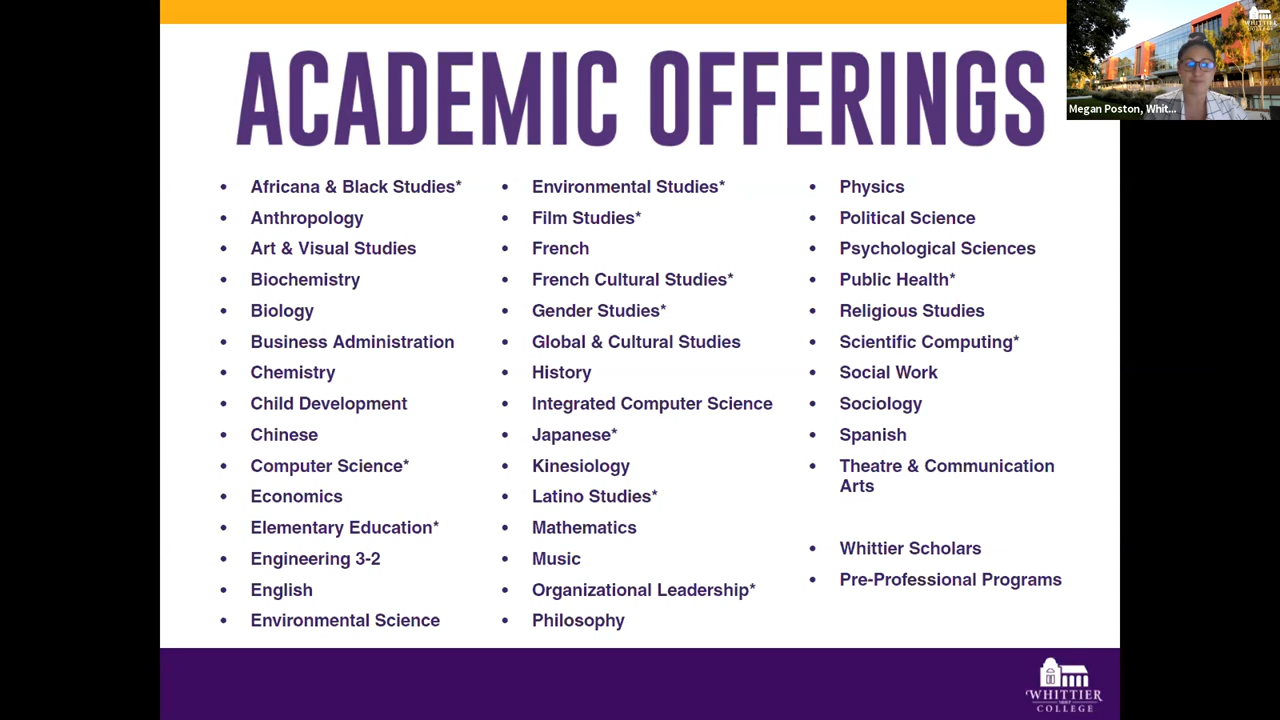 ACADEMIC OFFERINGS
WHITTIER
COLLEGE
Megan Poston, Whit...
• Africana & Black Studies*
• Anthropology
• Art & Visual Studies
• Biochemistry
• Biology
• Business Administration
• Chemistry
• Child Development
• Chinese
• Computer Science*
• Economics
• Elementary Education*
• Engineering 3-2
• English
• Environmental Science
• Environmental Studies*
• Film Studies*
• French
• French Cultural Studies*
• Gender Studies*
• Global & Cultural Studies
• History
• Integrated Computer Science
• Japanese*
• Kinesiology
• Latino Studies*
• Mathematics
• Music
• Organizational Leadership*
• Philosophy
• Physics
• Political Science
• Psychological Sciences
• Public Health*
• Religious Studies
• Scientific Computing*
• Social Work
• Sociology
• Spanish
• Theatre & Communication
Arts
• Whittier Scholars
• Pre-Professional Programs
WHITTIER
1887
COLLEGE